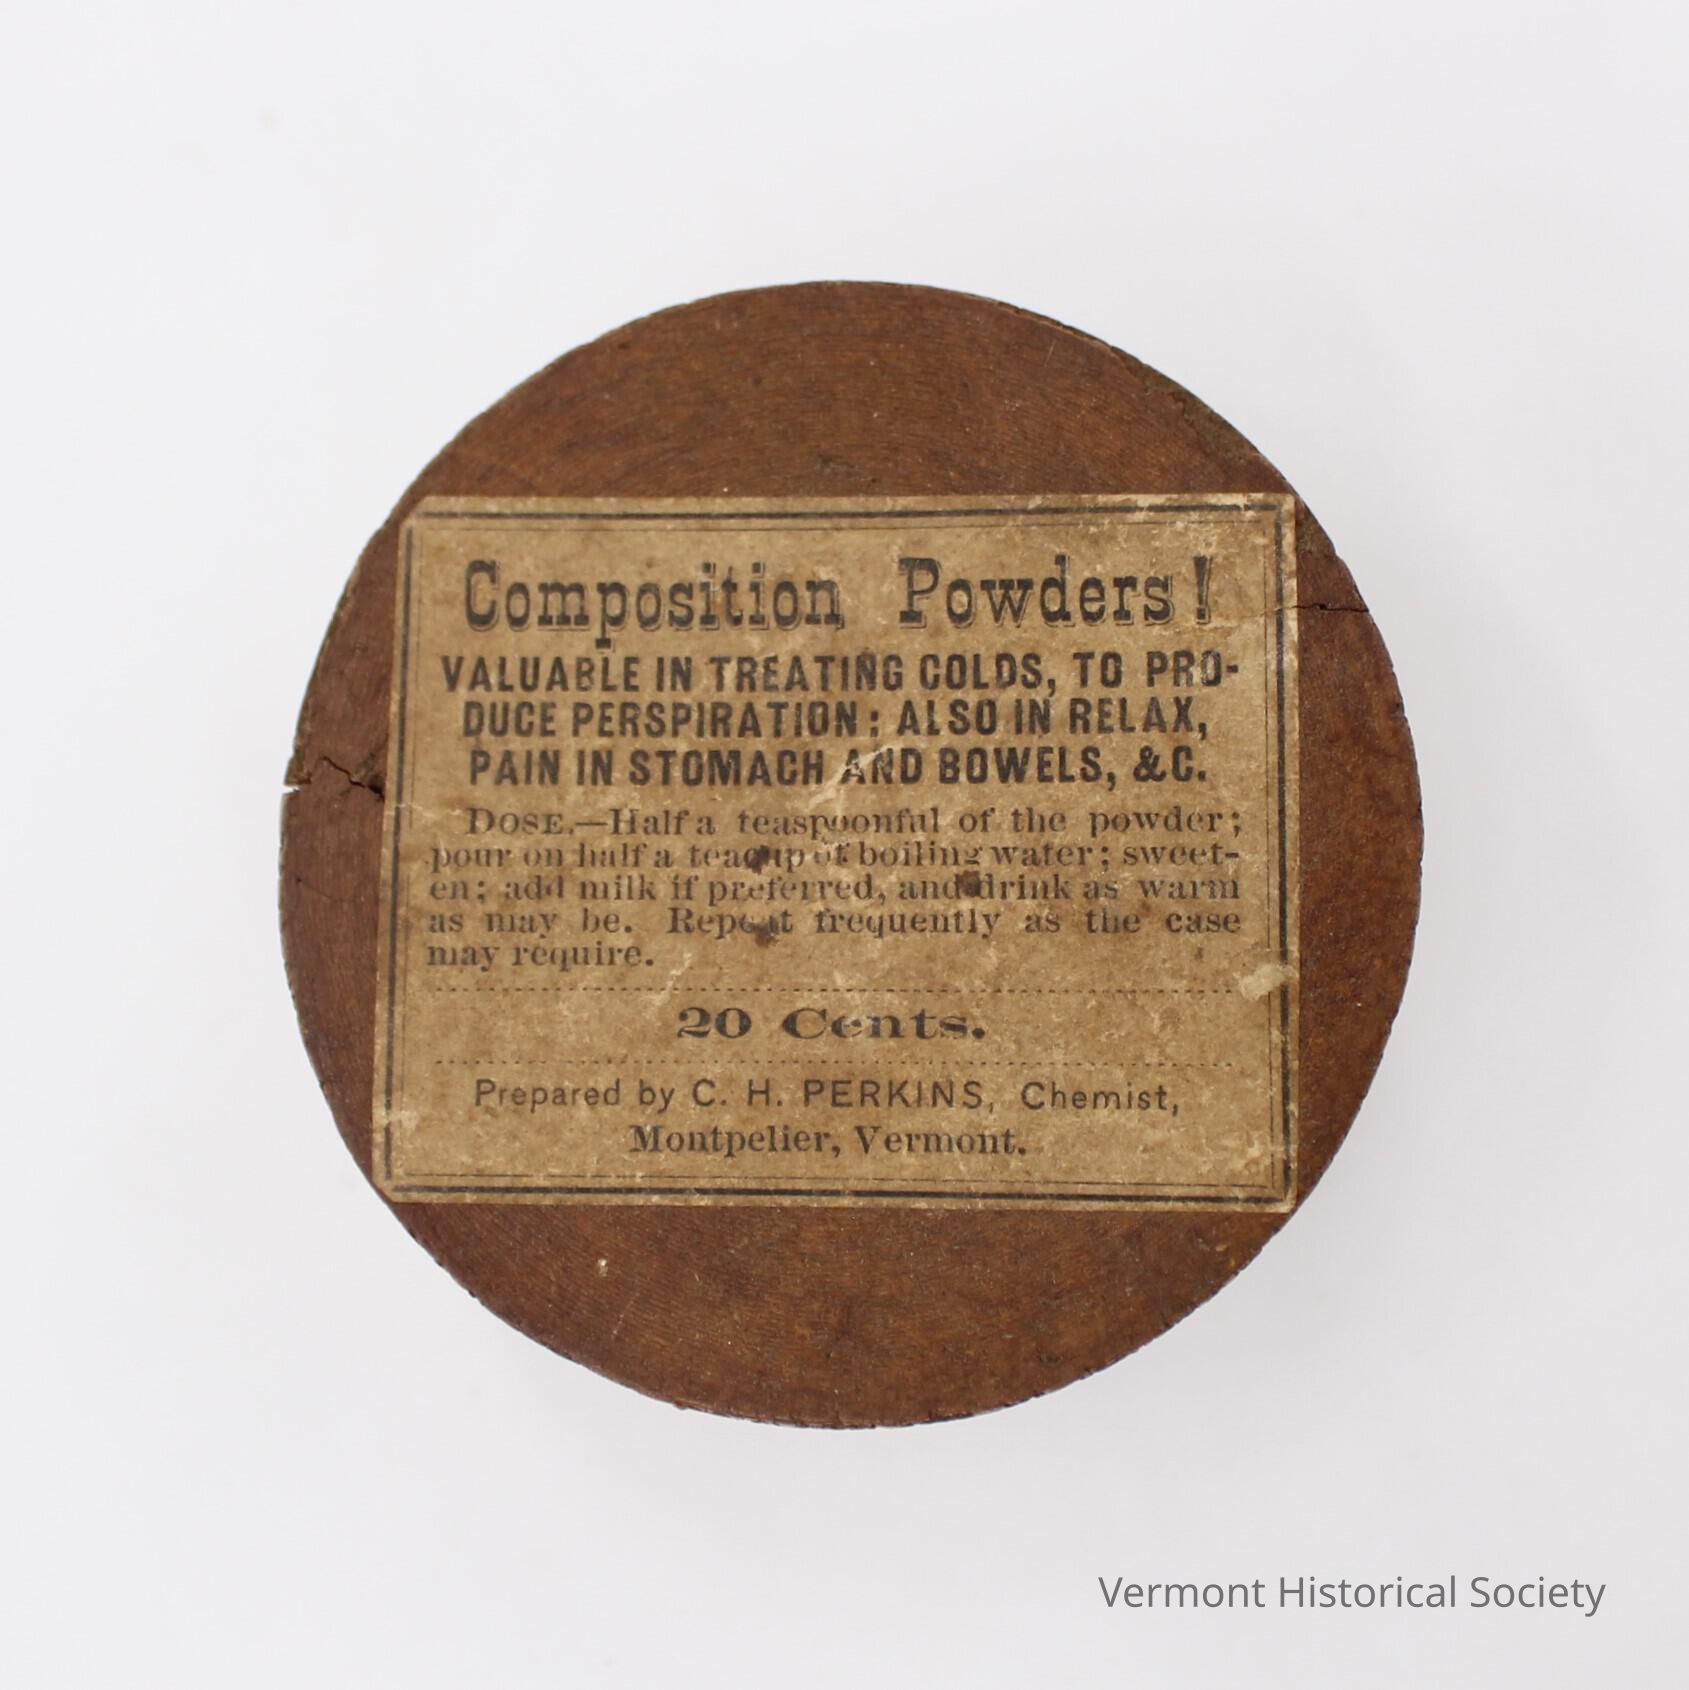 Composition Powders!
VALUABLE IN TREATING COLDS, TO PRO-
DUCE PERSPIRATION; ALSO IN RELAX,
PAIN IN STOMACH AND BOWELS, &C.
DOSE.—Half a teaspoonful of the powder;
pour on half a teacup of boiling water; sweet-
en; add milk if preferred, and drink as warm
as may be. Repeat frequently as the case
may require.
20 Cents.
Prepared by C. H. PERKINS, Chemist,
Montpelier, Vermont.
Vermont Historical Society